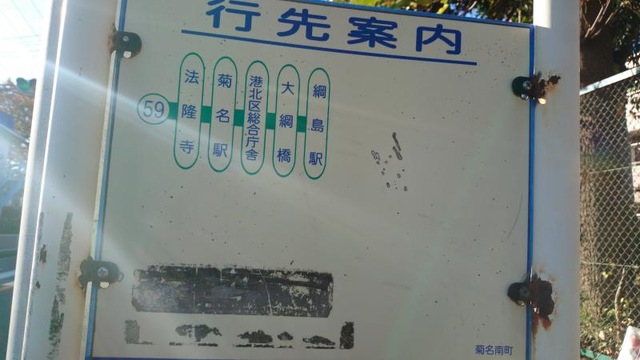 行先案内
59
法隆寺
菊名駅
港北区総合庁舎
大綱橋
綱島駅
菊名南町